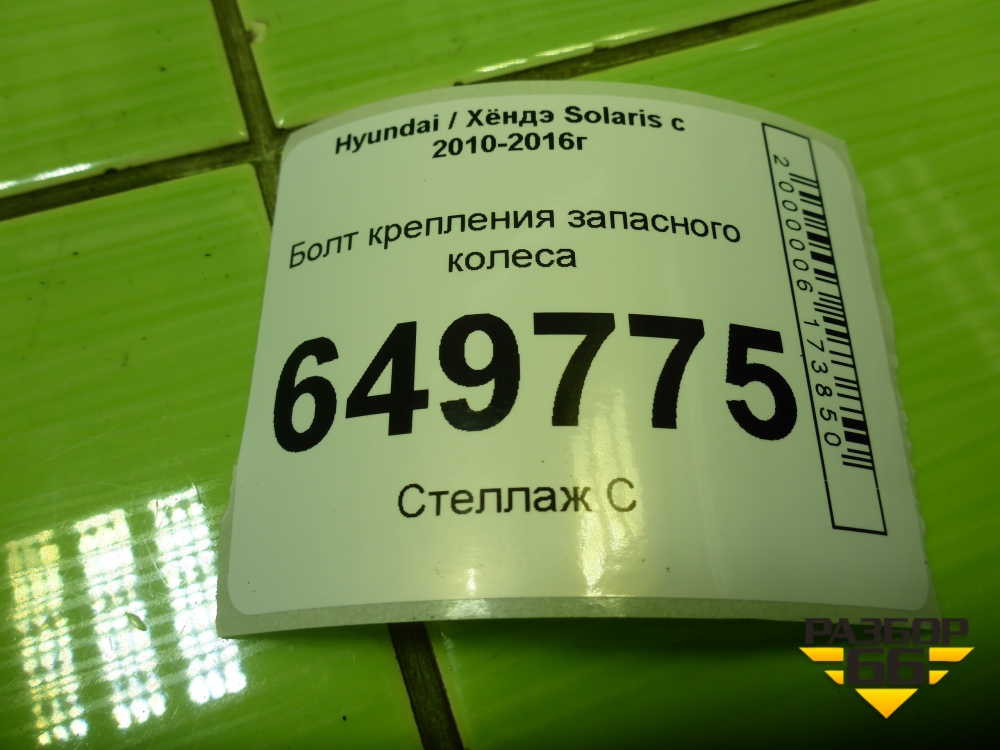 Hyundai / Хёндэ Solaris с
2010-2016г
Болт крепления запасного
колеса
649775
Стеллаж С
2000006173850
РАЗБОР
66